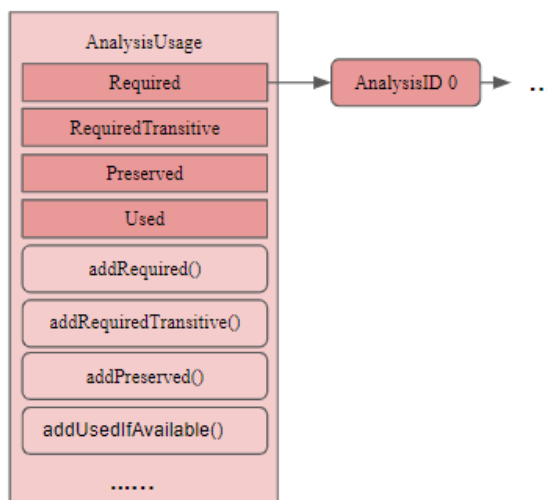 AnalysisUsage
Required
AnalysisID 0
..
RequiredTransitive
Preserved
Used
addRequired()
addRequiredTransitive()
addPreserved()
addUsedIfAvailable()
......